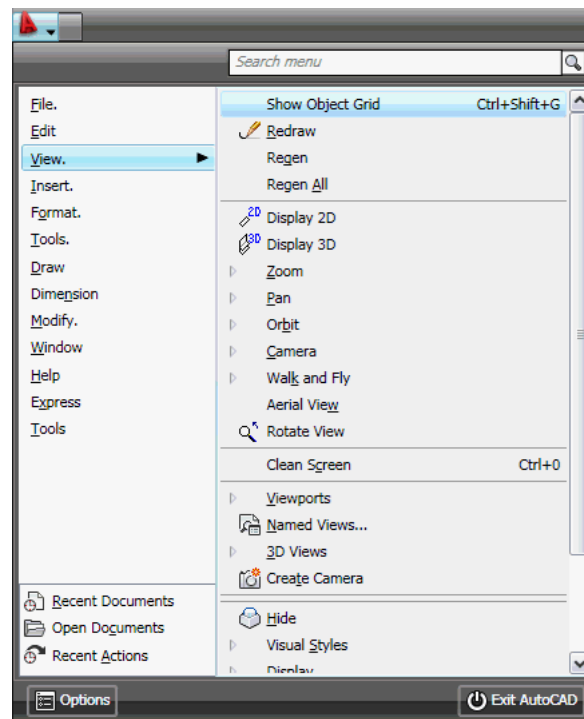 Search menu
File.
Edit
View.
Insert.
Format.
Tools.
Draw
Dimension
Modify.
Window
Help
Express
Tools
Recent Documents
Open Documents
Recent Actions
Show Object Grid Ctrl+Shift+G
Redraw
Regen
Regen All
2D Display 2D
3D Display 3D
Zoom
Pan
Orbit
Camera
Walk and Fly
Aerial View
Rotate View
Clean Screen Ctrl+0
Viewports
Named Views...
3D Views
Create Camera
Hide
Visual Styles
Display
Options
Exit AutoCAD